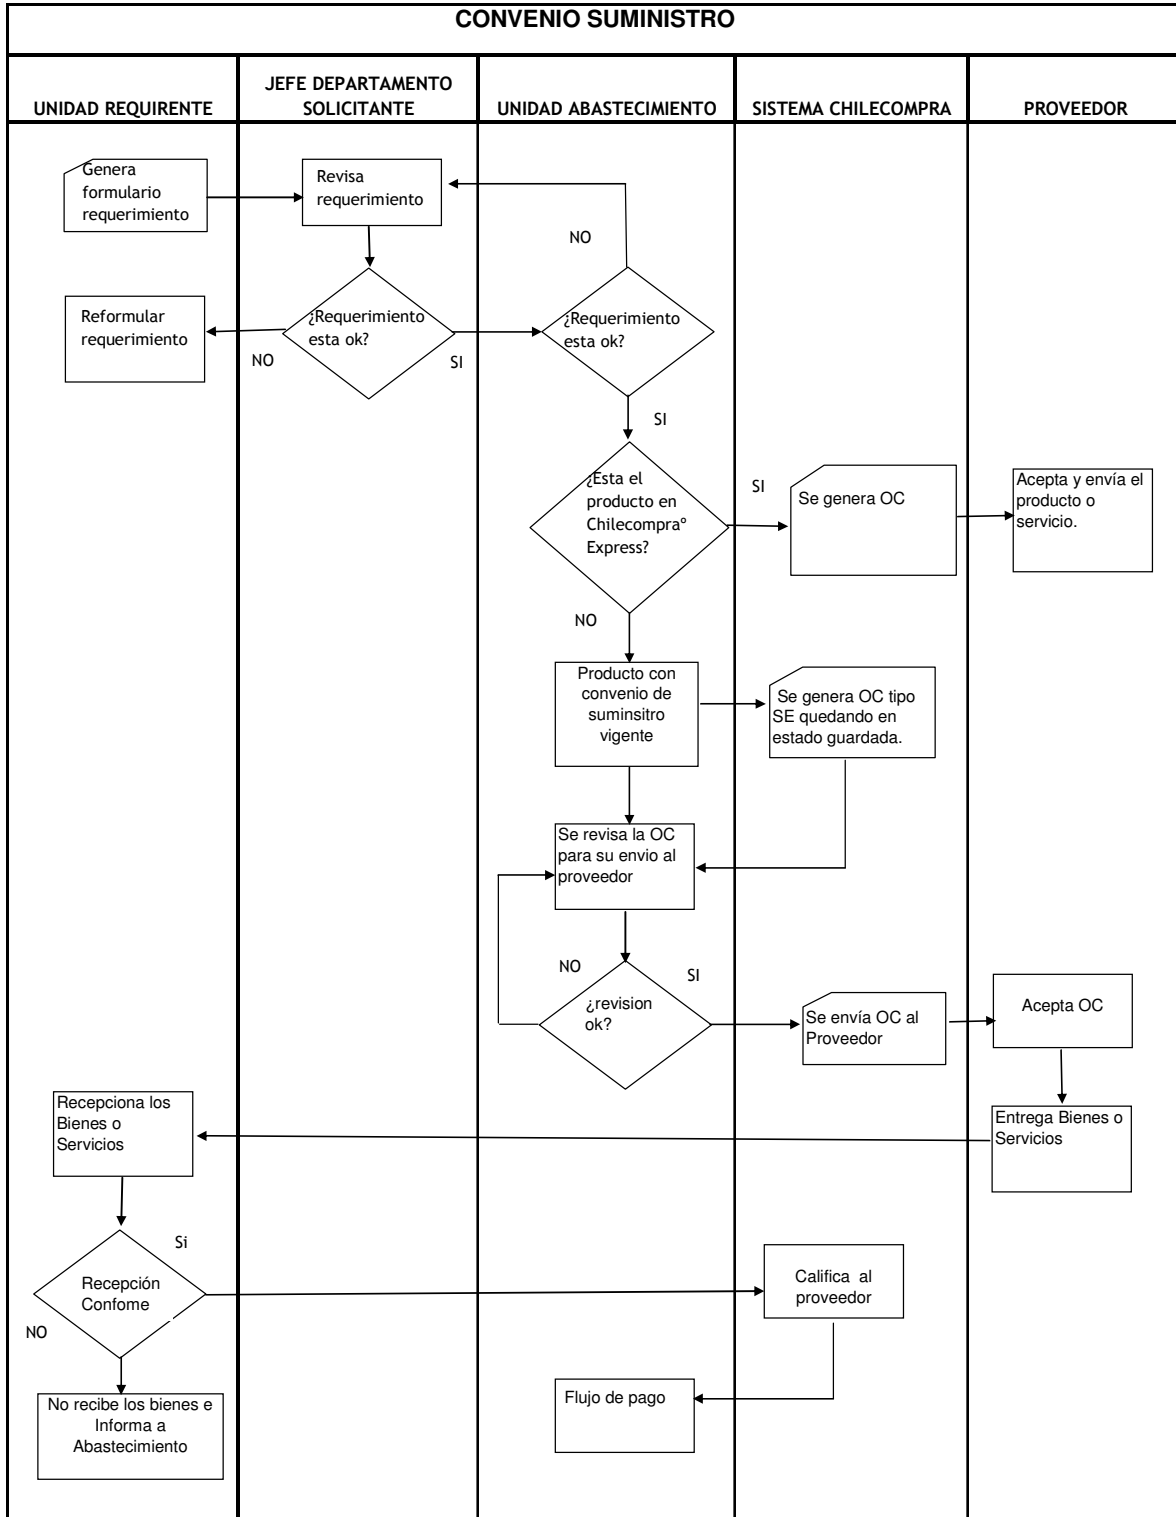 CONVENIO SUMINISTRO
UNIDAD REQUIRENTE
JEFE DEPARTAMENTO
SOLICITANTE
UNIDAD ABASTECIMIENTO
SISTEMA CHILECOMPRA
PROVEEDOR
Genera
formulario
requerimiento
Revisa
requerimiento
NO
Reformular
requerimiento
NO
¿Requerimiento
esta ok?
SI
¿Requerimiento
esta ok?
SI
¿Esta el
producto en
Chilecompraº
Express?
SI
Se genera OC
Acepta y envía el
producto o
servicio.
NO
Producto con
convenio de
suminsitro
vigente
Se genera OC tipo
SE quedando en
estado guardada.
Se revisa la OC
para su envio al
proveedor
NO
SI
¿revision
ok?
Se envía OC al
Proveedor
Acepta OC
Recepciona los
Bienes o
Servicios
Entrega Bienes o
Servicios
Si
Recepción
Confome
NO
Califica al
proveedor
No recibe los bienes e
Informa a
Abastecimiento
Flujo de pago